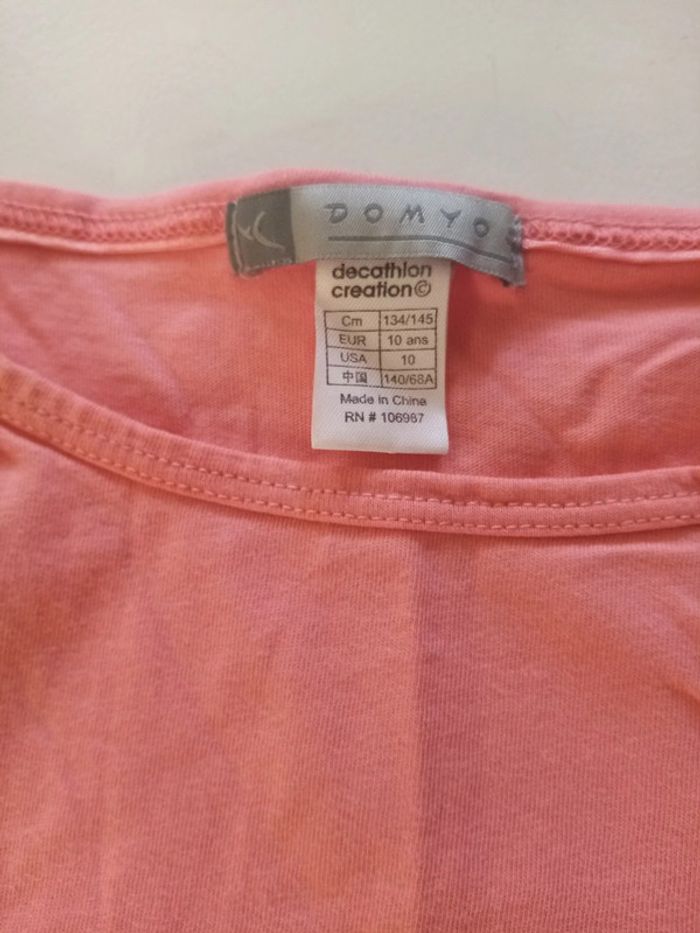 DOMYO
decathlon
creation©
Cm 134/145
EUR 10 ans
USA 10
中国 140/68A
Made in China
RN # 106987